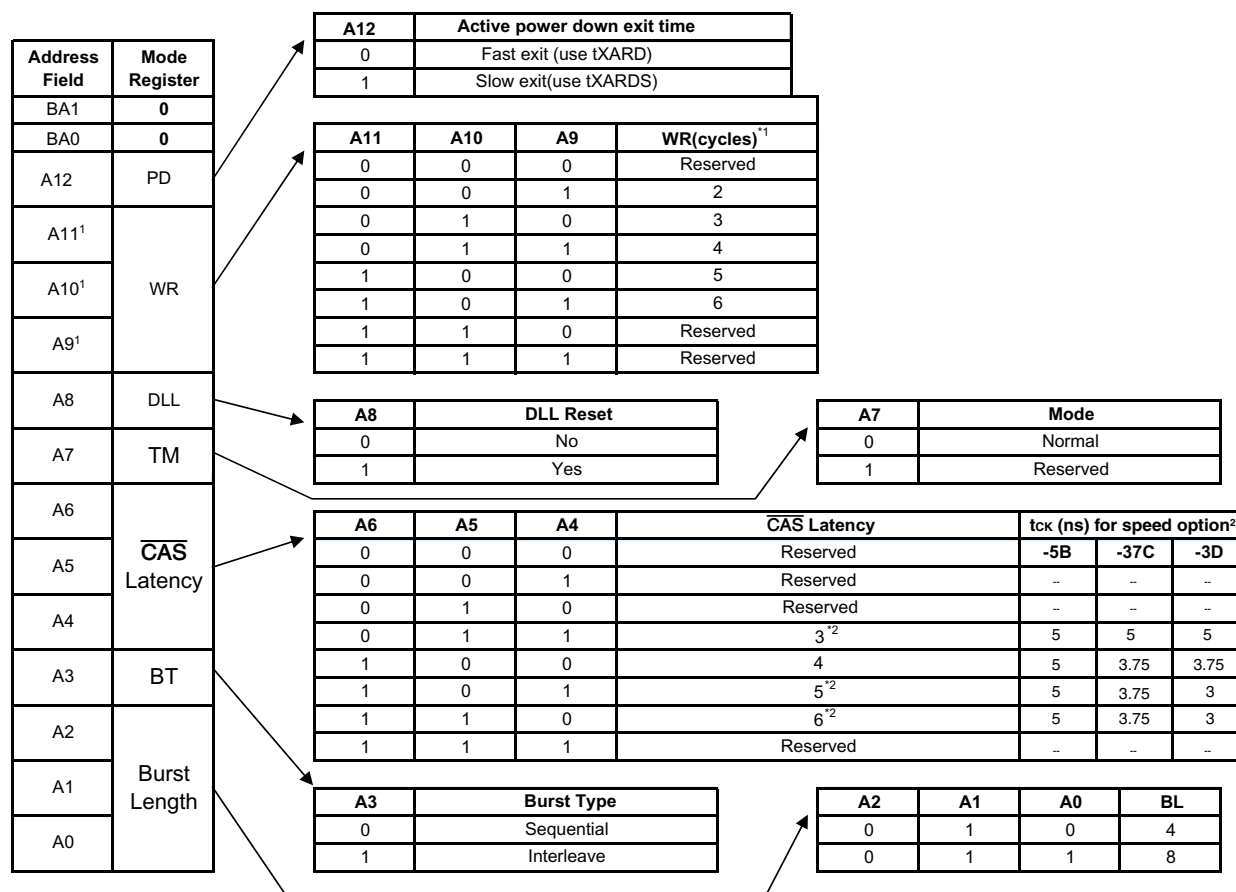 Address Field Mode Register
BA1 0
BA0 0
A12 PD
A11¹
A10¹ WR
A9¹
A8 DLL
A7 TM
A6
A5 CAS Latency
A4
A3 BT
A2
A1 Burst Length
A0
A12 Active power down exit time
0 Fast exit (use tXARD)
1 Slow exit(use tXARDS)
A11 A10 A9 WR(cycles)*1
0 0 0 Reserved
0 0 1 2
0 1 0 3
0 1 1 4
1 0 0 5
1 0 1 6
1 1 0 Reserved
1 1 1 Reserved
A8 DLL Reset
0 No
1 Yes
A7 Mode
0 Normal
1 Reserved
A6 A5 A4 CAS Latency tCK (ns) for speed option²
0 0 0 Reserved -5B -37C -3D
0 0 1 Reserved -- -- --
0 1 0 Reserved -- -- --
0 1 1 3*2 5 5 5
1 0 0 4 5 3.75 3.75
1 0 1 5*2 5 3.75 3
1 1 0 6*2 5 3.75 3
1 1 1 Reserved -- -- --
A3 Burst Type
0 Sequential
1 Interleave
A2 A1 A0 BL
0 1 0 4
0 1 1 8